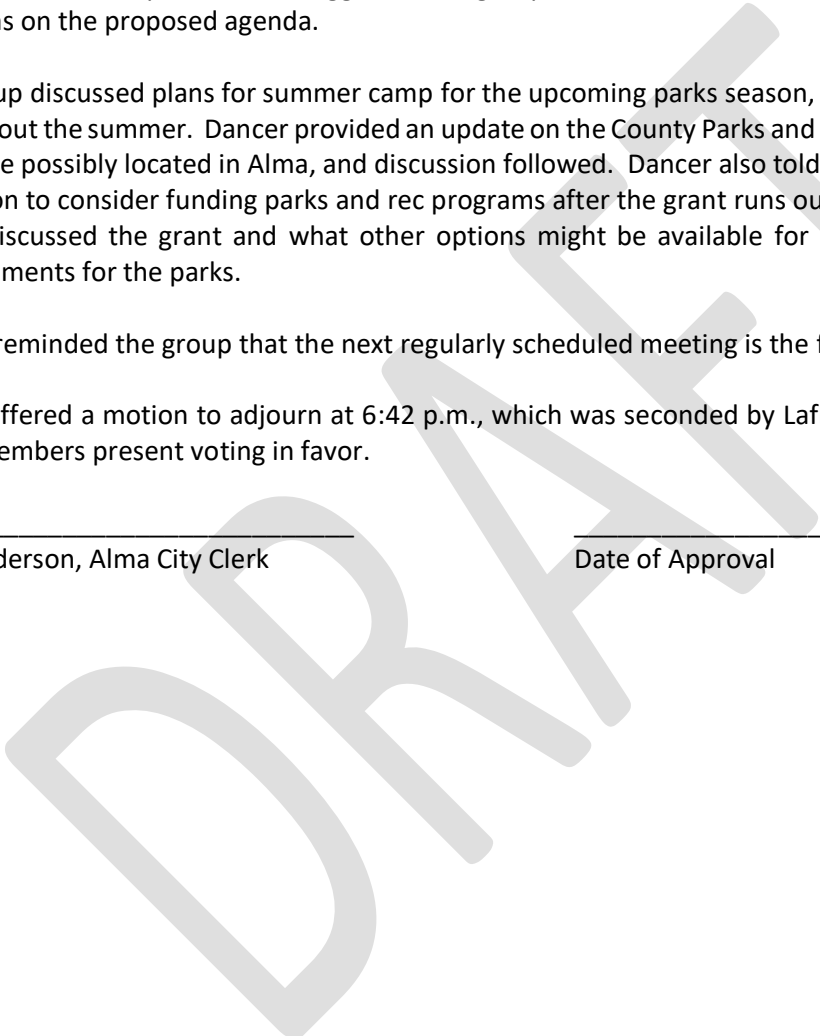 ns on the proposed agenda.
up discussed plans for summer camp for the upcoming parks season,
out the summer. Dancer provided an update on the County Parks and
e possibly located in Alma, and discussion followed. Dancer also told
on to consider funding parks and rec programs after the grant runs ou
iscussed the grant and what other options might be available for
ments for the parks.
reminded the group that the next regularly scheduled meeting is the f
ffered a motion to adjourn at 6:42 p.m., which was seconded by Laf
embers present voting in favor.
derson, Alma City Clerk
Date of Approval
DRAFT